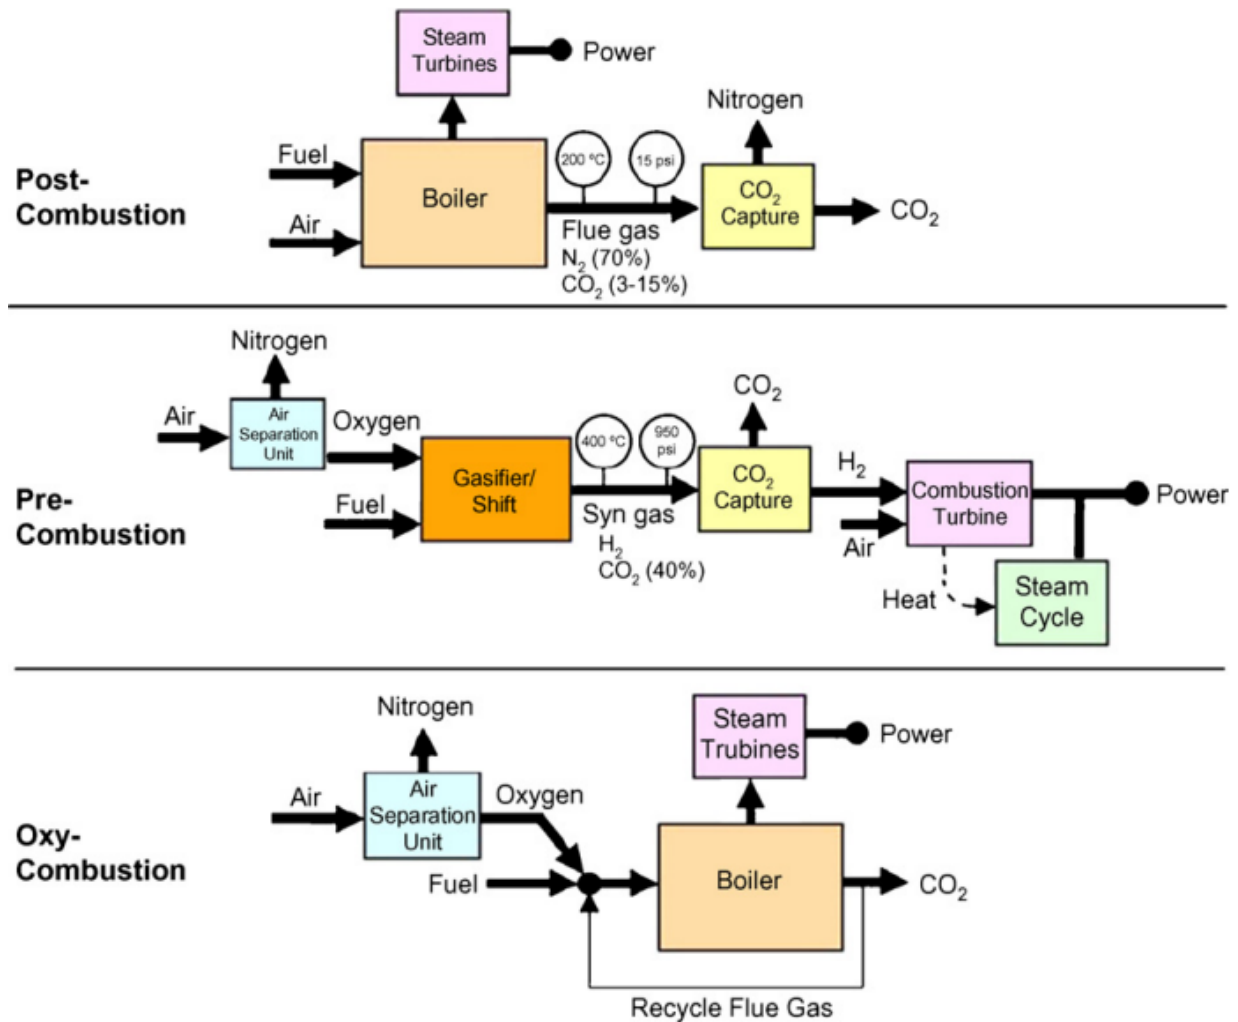 Steam
Turbines
Power
Nitrogen
Fuel
Air
Boiler
200 ºC
15 psi
CO₂
Capture
CO₂
Flue gas
N₂ (70%)
CO₂ (3-15%)
Post-
Combustion
Nitrogen
Air
Air
Separation
Unit
Oxygen
Fuel
Gasifier/
Shift
400 ºC
950
psi
Syn gas
H₂
CO₂ (40%)
CO₂
CO₂
Capture
H₂
Air
Combustion
Turbine
Power
Heat
Steam
Cycle
Pre-
Combustion
Nitrogen
Air
Air
Separation
Unit
Oxygen
Fuel
Steam
Trubines
Power
Boiler
CO₂
Recycle Flue Gas
Oxy-
Combustion